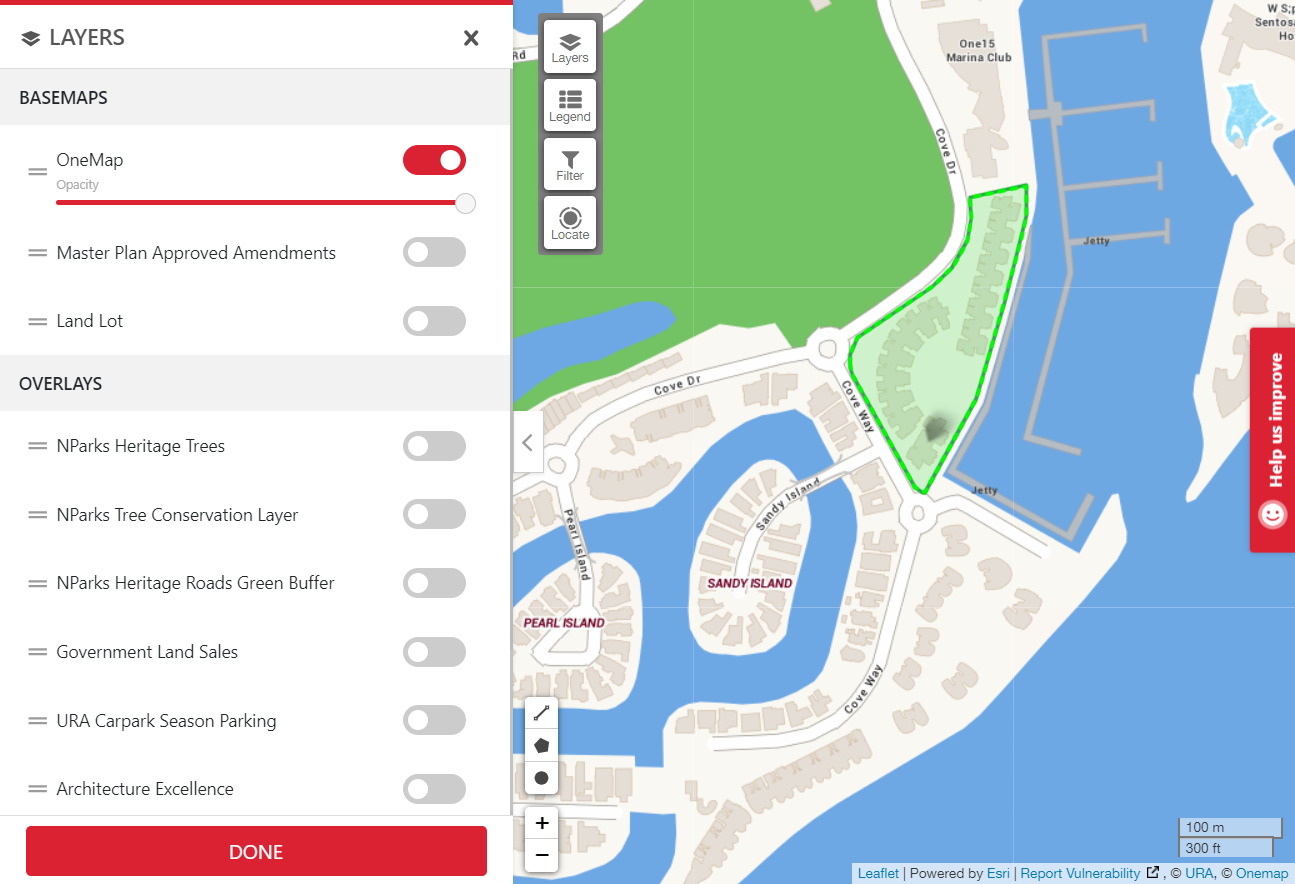 LAYERS
BASEMAPS
OneMap
Opacity
Master Plan Approved Amendments
Land Lot
OVERLAYS
NParks Heritage Trees
NParks Tree Conservation Layer
NParks Heritage Roads Green Buffer
Government Land Sales
URA Carpark Season Parking
Architecture Excellence
DONE
Rd
Layers
Legend
Filter
Locate
One15
Marina Club
W S;p
Sentosa
Ho
Cove Dr
Jetty
Cove Dr
Cove Way
Jetty
Sandy Island
Pearl Island
SANDY ISLAND
PEARL ISLAND
Cove Way
Help us improve
+
−
100 m
300 ft
Leaflet | Powered by Esri | Report Vulnerability , © URA, © Onemap